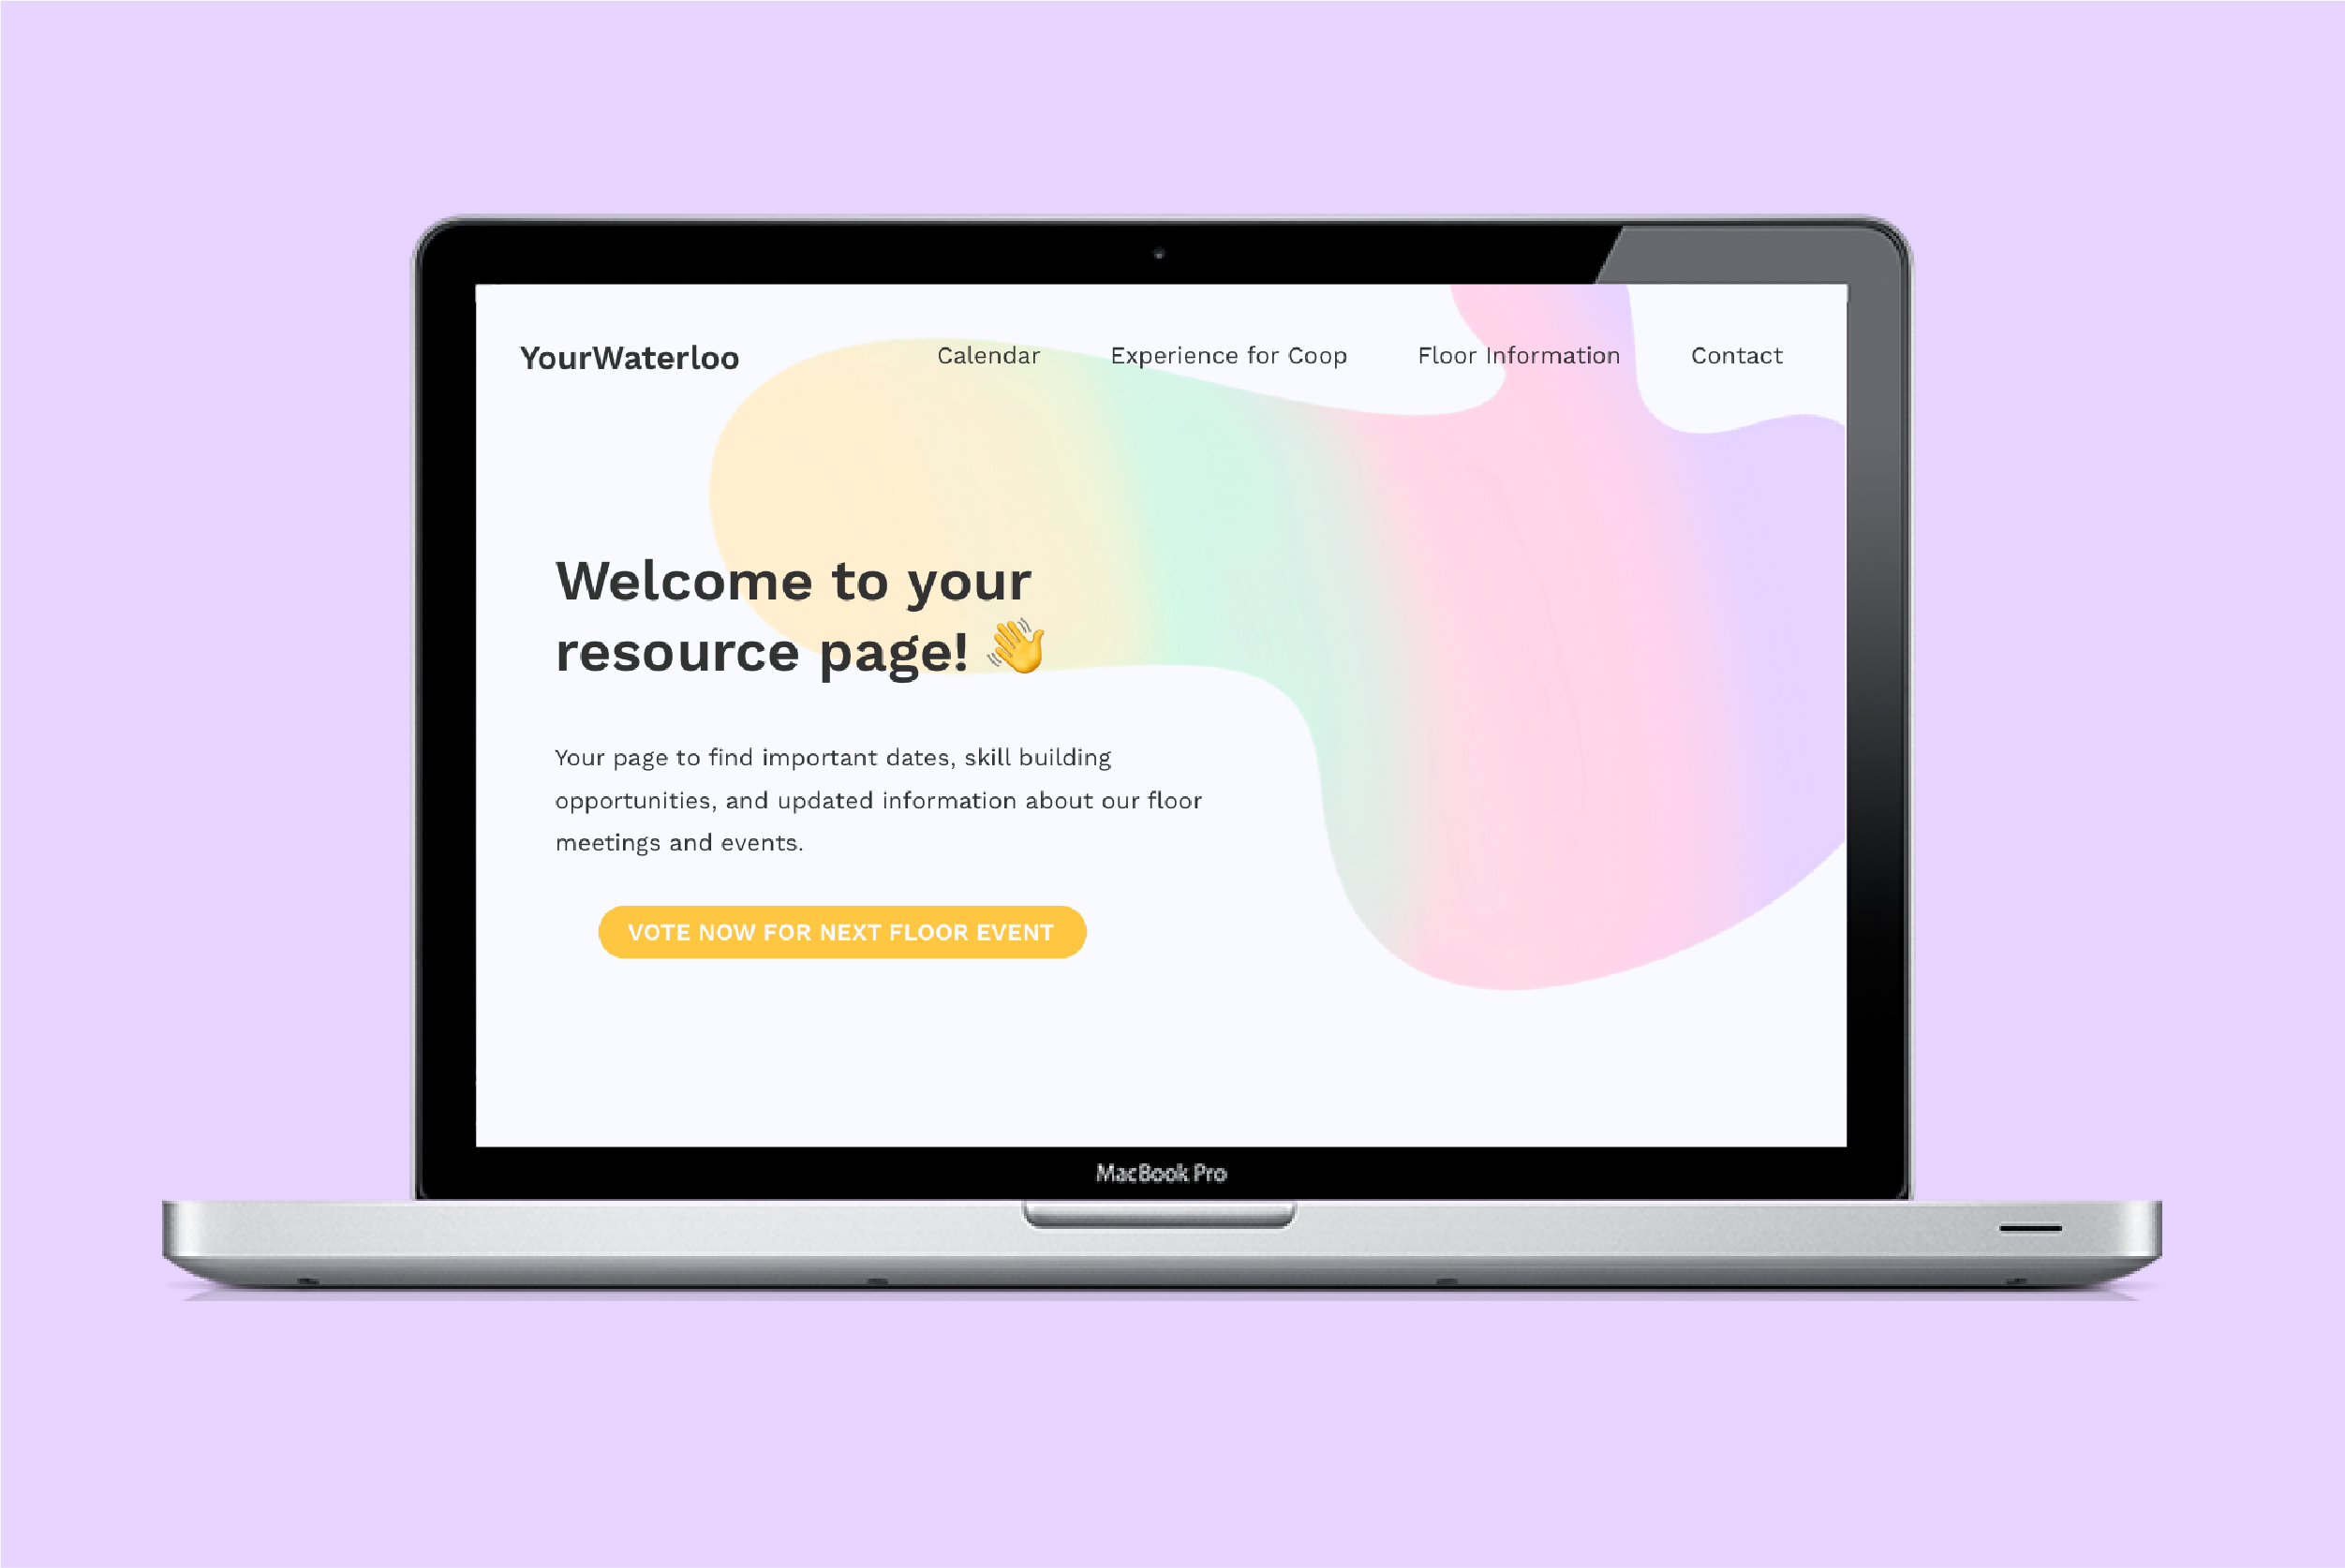 YourWaterloo
Calendar
Experience for Coop
Floor Information
Contact
Welcome to your
resource page! 👋
Your page to find important dates, skill building
opportunities, and updated information about our floor
meetings and events.
VOTE NOW FOR NEXT FLOOR EVENT
MacBook Pro